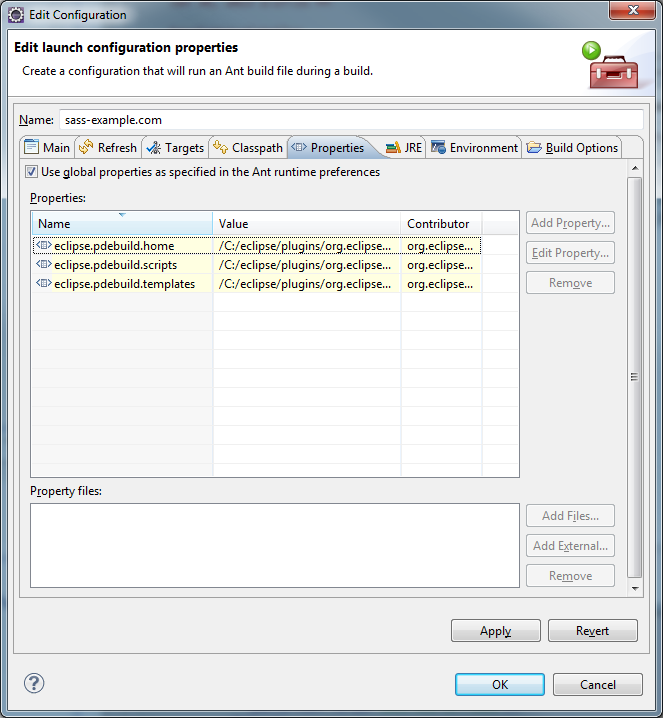 Edit Configuration
Edit launch configuration properties
Create a configuration that will run an Ant build file during a build.
Name: sass-example.com
Main Refresh Targets Classpath Properties JRE Environment Build Options
Use global properties as specified in the Ant runtime preferences
Properties:
Name Value Contributor Add Property...
eclipse.pdebuild.home /C:/eclipse/plugins/org.eclipse... org.eclipse... Edit Property...
eclipse.pdebuild.scripts /C:/eclipse/plugins/org.eclipse... org.eclipse...
eclipse.pdebuild.templates /C:/eclipse/plugins/org.eclipse... org.eclipse... Remove
Property files:
Add Files...
Add External...
Remove
Apply Revert
? OK Cancel